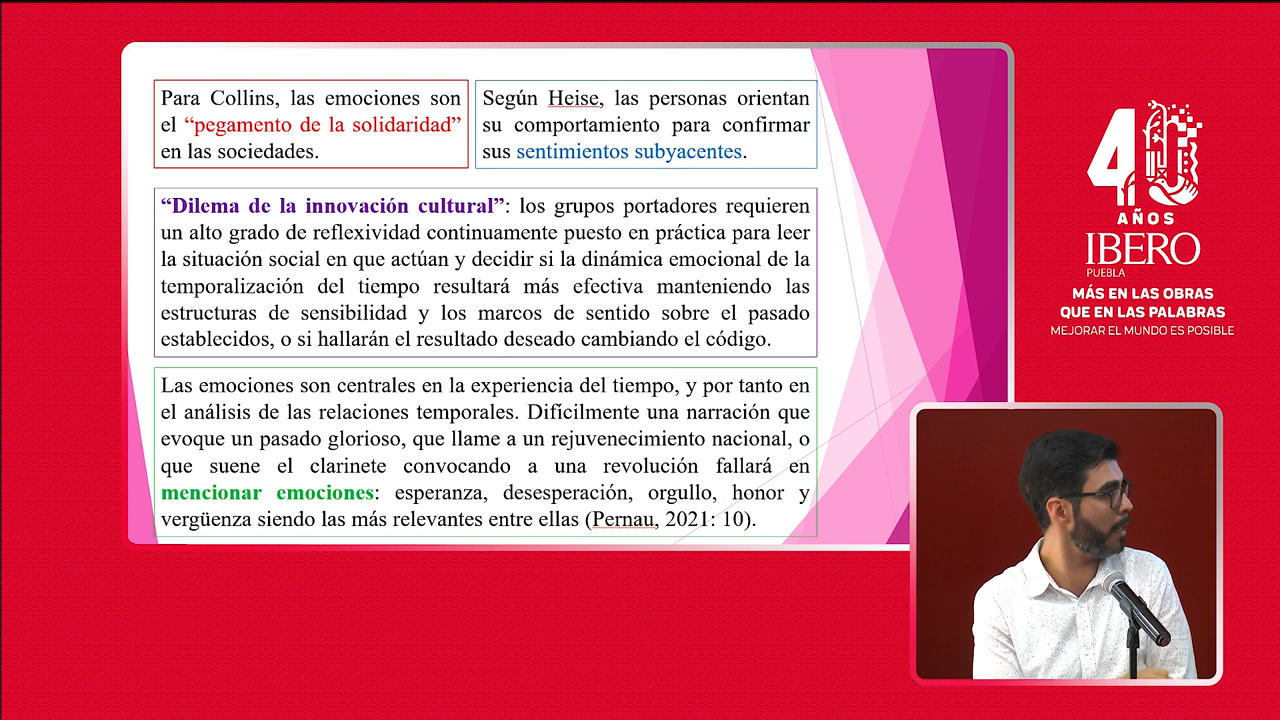 Para Collins, las emociones son
el “pegamento de la solidaridad”
en las sociedades.
Según Heise, las personas orientan
su comportamiento para confirmar
sus sentimientos subyacentes.
“Dilema de la innovación cultural”: los grupos portadores requieren
un alto grado de reflexividad continuamente puesto en práctica para leer
la situación social en que actúan y decidir si la dinámica emocional de la
temporalización del tiempo resultará más efectiva manteniendo las
estructuras de sensibilidad y los marcos de sentido sobre el pasado
establecidos, o si hallarán el resultado deseado cambiando el código.
Las emociones son centrales en la experiencia del tiempo, y por tanto en
el análisis de las relaciones temporales. Difícilmente una narración que
evoque un pasado glorioso, que llame a un rejuvenecimiento nacional, o
que suene el clarinete convocando a una revolución fallará en
mencionar emociones: esperanza, desesperación, orgullo, honor y
vergüenza siendo las más relevantes entre ellas (Pernau, 2021: 10).
40
AÑOS
IBERO
PUEBLA
MÁS EN LAS OBRAS
QUE EN LAS PALABRAS
MEJORAR EL MUNDO ES POSIBLE